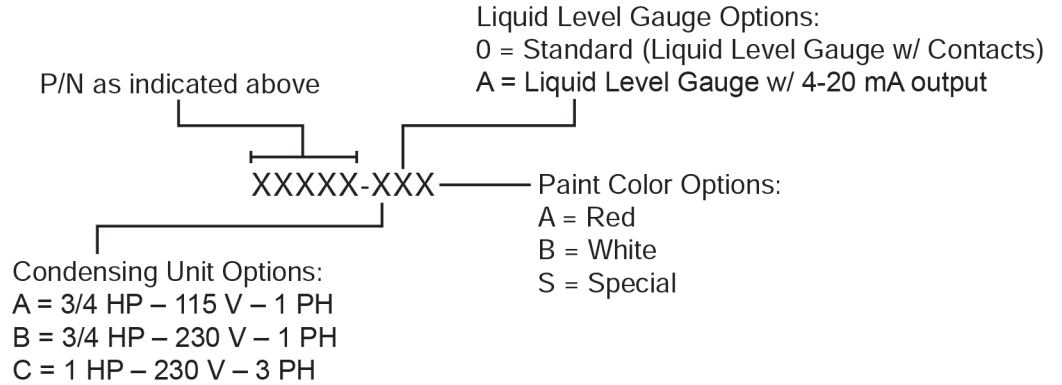 Liquid Level Gauge Options:
0 = Standard (Liquid Level Gauge w/ Contacts)
A = Liquid Level Gauge w/ 4-20 mA output
P/N as indicated above
XXXXX-XXX
Paint Color Options:
A = Red
B = White
S = Special
Condensing Unit Options:
A = 3/4 HP – 115 V – 1 PH
B = 3/4 HP – 230 V – 1 PH
C = 1 HP – 230 V – 3 PH